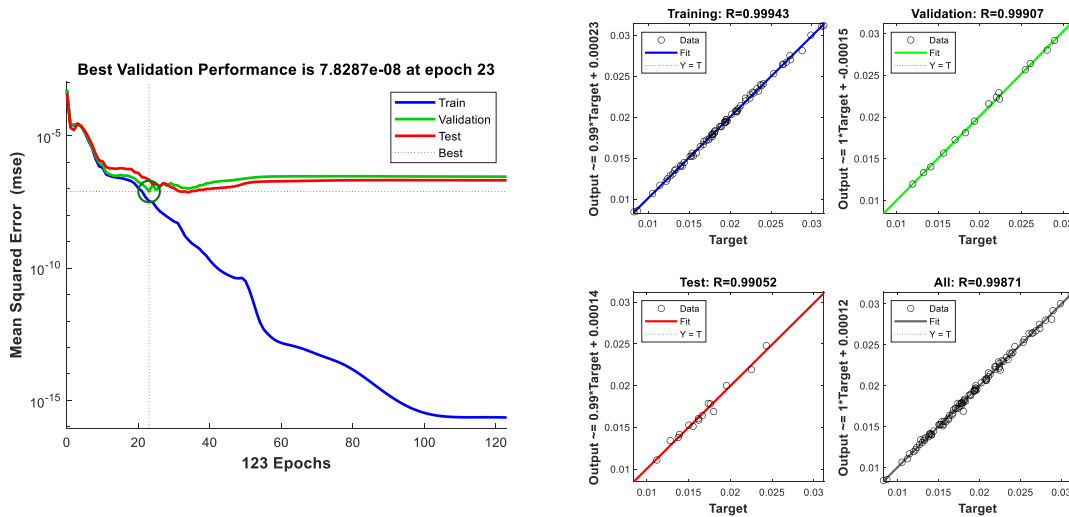 Best Validation Performance is 7.8287e-08 at epoch 23
Mean Squared Error (mse)
10^-5
10^-10
10^-15
Train
Validation
Test
Best
0
20
40
60
80
100
120
123 Epochs
Training: R=0.99943
Output ~= 0.99*Target + 0.00023
0.03
0.025
0.02
0.015
0.01
Data
Fit
Y = T
0.01
0.015
0.02
0.025
0.03
Target
Validation: R=0.99907
Output ~= 1*Target + -0.00015
0.03
0.025
0.02
0.015
0.01
Data
Fit
Y = T
0.01
0.015
0.02
0.025
0.03
Target
Test: R=0.99052
Output ~= 0.99*Target + 0.00014
0.03
0.025
0.02
0.015
0.01
Data
Fit
Y = T
0.01
0.015
0.02
0.025
0.03
Target
All: R=0.99871
Output ~= 1*Target + 0.00012
0.03
0.025
0.02
0.015
0.01
Data
Fit
Y = T
0.01
0.015
0.02
0.025
0.03
Target